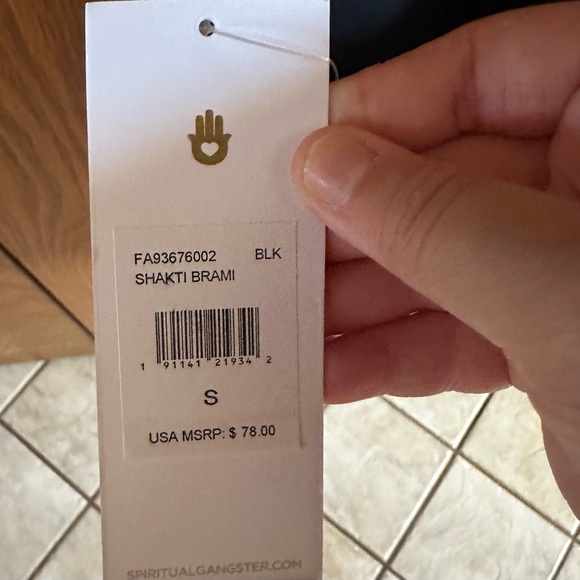 FA93676002 BLK
SHAKTI BRAMI
1 91141 21934 2
S
USA MSRP: $ 78.00
SPIRITUALGANGSTER.COM